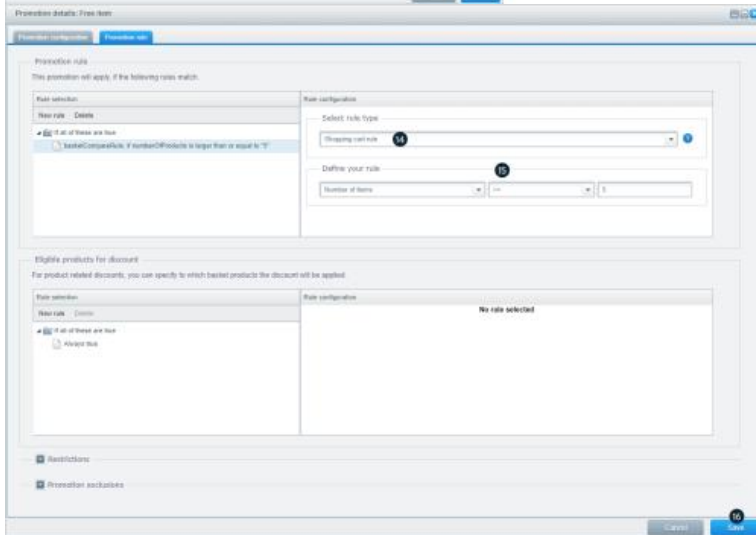 Promotion details: Free item
Promotion configuration Promotion rule
Promotion rule
This promotion will apply, if the following rules match.
Rule selection
Rule configuration
New rule Delete
If all of these are true
basketCompareRule, if numberOfProducts is larger than or equal to "5"
Select rule type
Shopping cart rule
14
?
Define your rule
15
Number of items >= 5
Eligible products for discount
For product related discounts, you can specify to which basket products the discount will be applied
Rule selection
Rule configuration
New rule Delete
No rule selected
If all of these are true
Always true
Restrictions
Promotion exclusions
16
Cancel Save